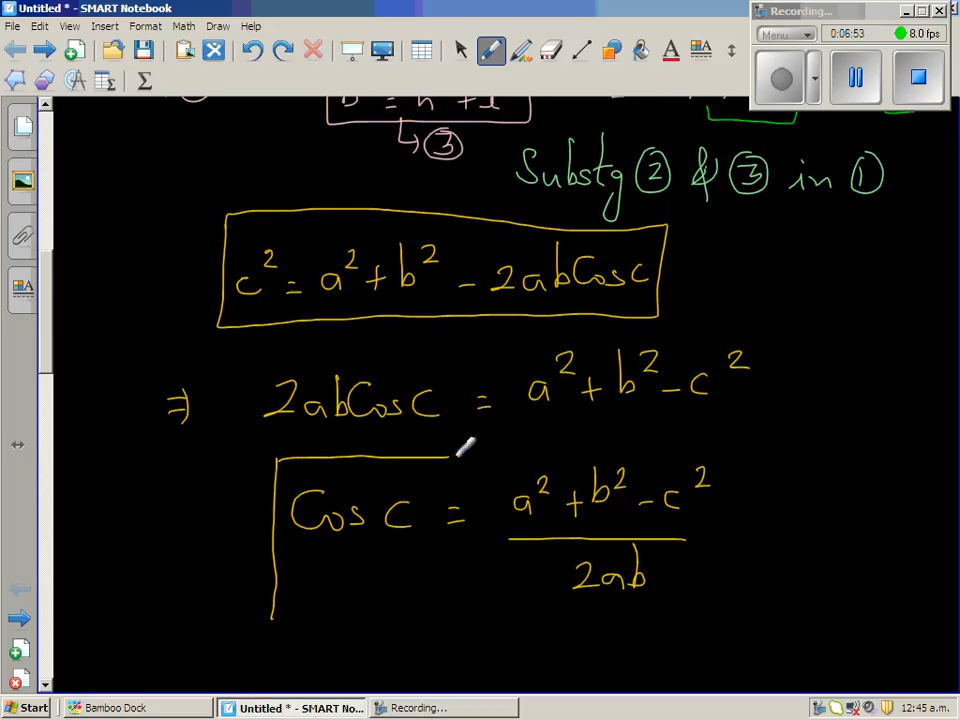 Untitled * - SMART Notebook
Recording...
File Edit View Insert Format Math Draw Help
Menu 0:06:53 8.0 fps
③
Substg ② & ③ in ①
c² = a² + b² - 2abCosc
⇒ 2abCosc = a² + b² - c²
Cos c = a² + b² - c²
2ab
Start Bamboo Dock Untitled * - SMART No... Recording... 12:45 a.m.